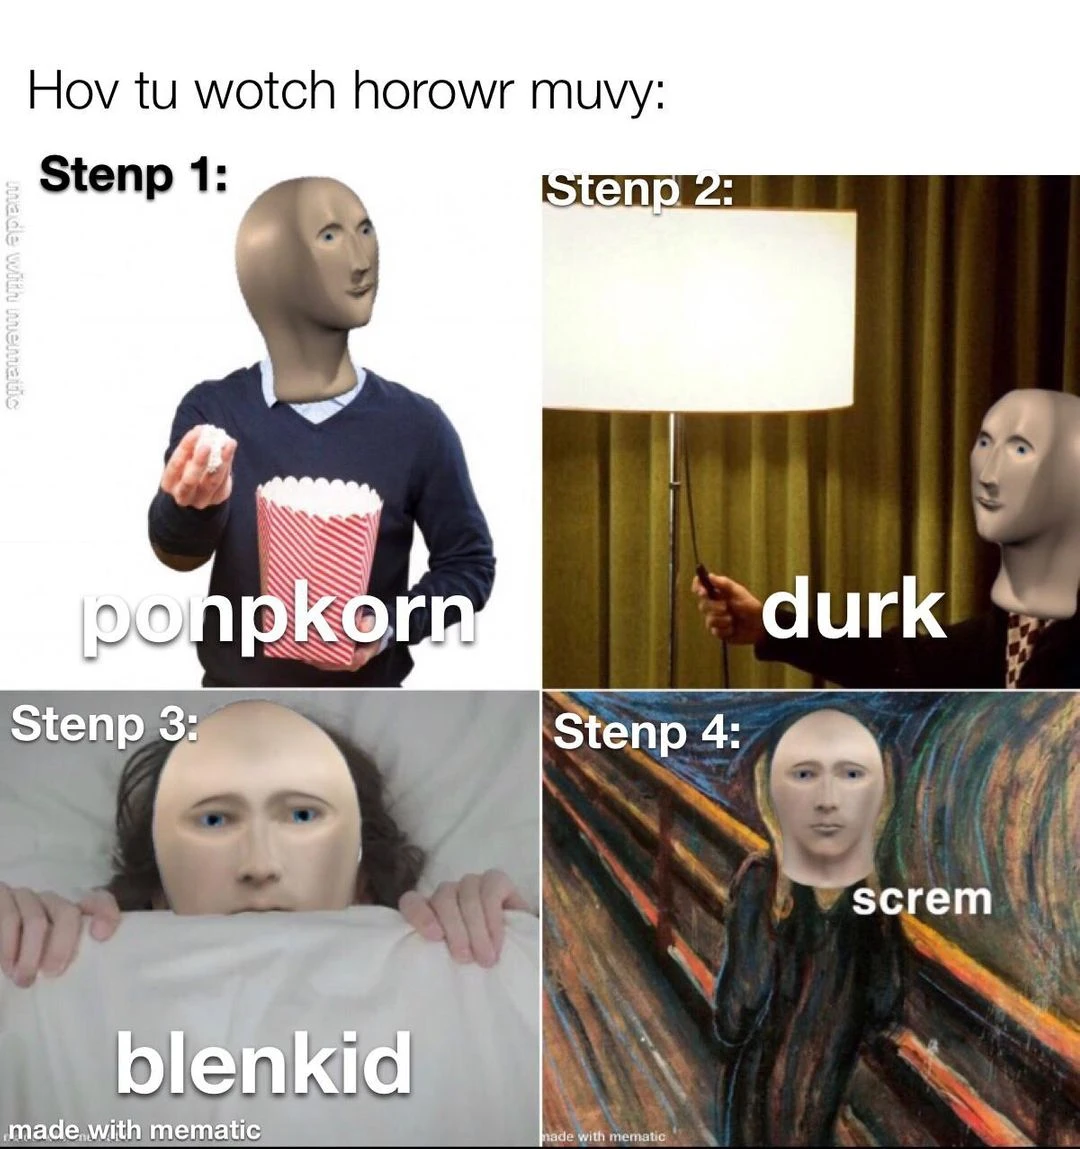 Hov tu wotch horowr muvy:
Stenp 1:
made with mematic
ponpkorn
Stenp 2:
durk
Stenp 3:
blenkid
made with mematic
Stenp 4:
screm
made with mematic